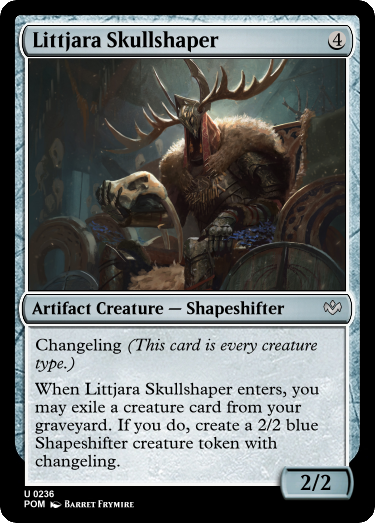 Littjara Skullshaper
4
Artifact Creature — Shapeshifter
Changeling (This card is every creature
type.)
When Littjara Skullshaper enters, you
may exile a creature card from your
graveyard. If you do, create a 2/2 blue
Shapeshifter creature token with
changeling.
2/2
U 0236
POM Barret Frymire